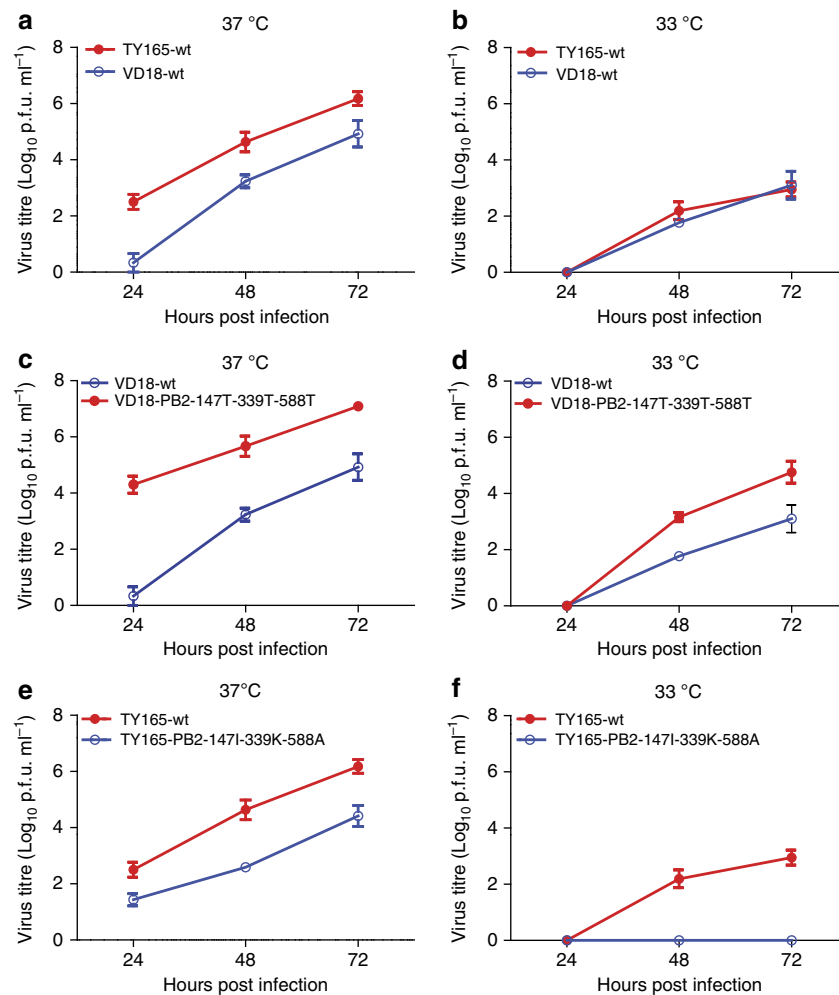 a
37 °C
TY165-wt
VD18-wt
Virus titre (Log10 p.f.u. ml−1)
8
6
4
2
0
24 48 72
Hours post infection
b
33 °C
TY165-wt
VD18-wt
Virus titre (Log10 p.f.u. ml−1)
8
6
4
2
0
24 48 72
Hours post infection
c
37 °C
VD18-wt
VD18-PB2-147T-339T-588T
Virus titre (Log10 p.f.u. ml−1)
8
6
4
2
0
24 48 72
Hours post infection
d
33 °C
VD18-wt
VD18-PB2-147T-339T-588T
Virus titre (Log10 p.f.u. ml−1)
8
6
4
2
0
24 48 72
Hours post infection
e
37°C
TY165-wt
TY165-PB2-147I-339K-588A
Virus titre (Log10 p.f.u. ml−1)
8
6
4
2
0
24 48 72
Hours post infection
f
33 °C
TY165-wt
TY165-PB2-147I-339K-588A
Virus titre (Log10 p.f.u. ml−1)
8
6
4
2
0
24 48 72
Hours post infection